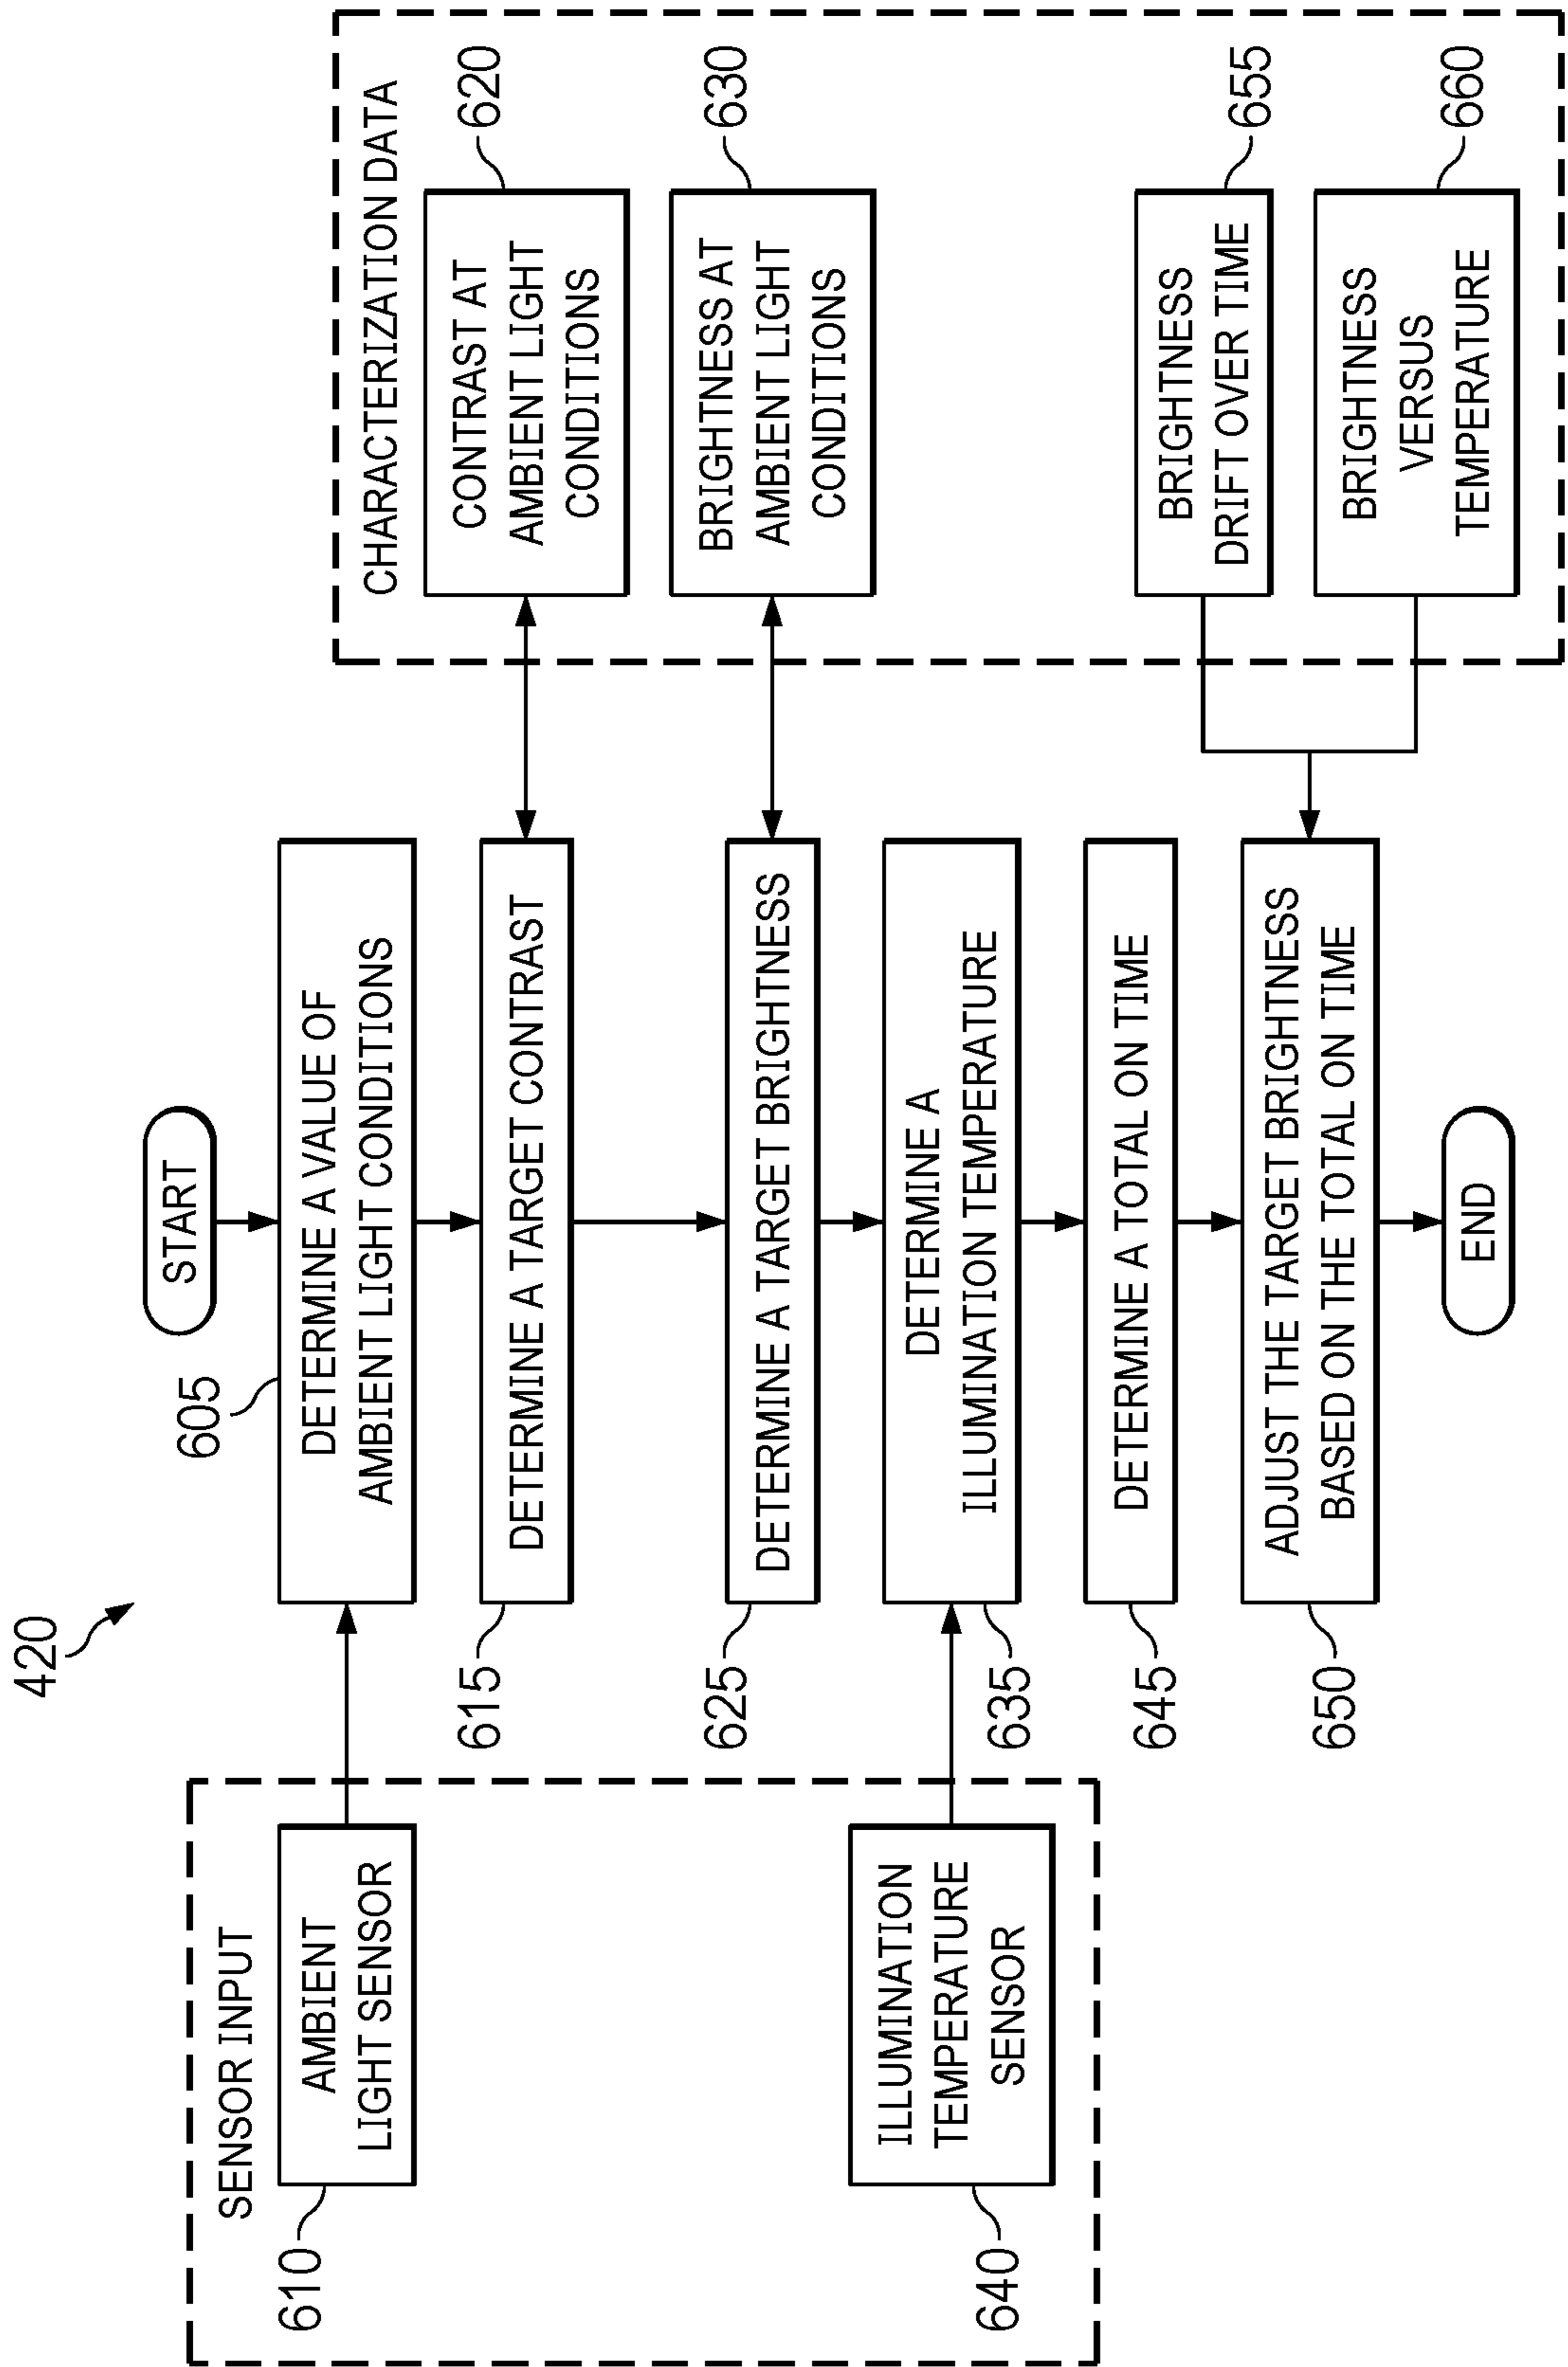 420
START
SENSOR INPUT
610
AMBIENT
LIGHT SENSOR
605
DETERMINE A VALUE OF
AMBIENT LIGHT CONDITIONS
CHARACTERIZATION DATA
615
DETERMINE A TARGET CONTRAST
CONTRAST AT
AMBIENT LIGHT
CONDITIONS
620
625
DETERMINE A TARGET BRIGHTNESS
BRIGHTNESS AT
AMBIENT LIGHT
CONDITIONS
630
640
ILLUMINATION
TEMPERATURE
SENSOR
635
DETERMINE A
ILLUMINATION TEMPERATURE
645
DETERMINE A TOTAL ON TIME
650
ADJUST THE TARGET BRIGHTNESS
BASED ON THE TOTAL ON TIME
BRIGHTNESS
DRIFT OVER TIME
655
BRIGHTNESS
VERSUS
TEMPERATURE
660
END